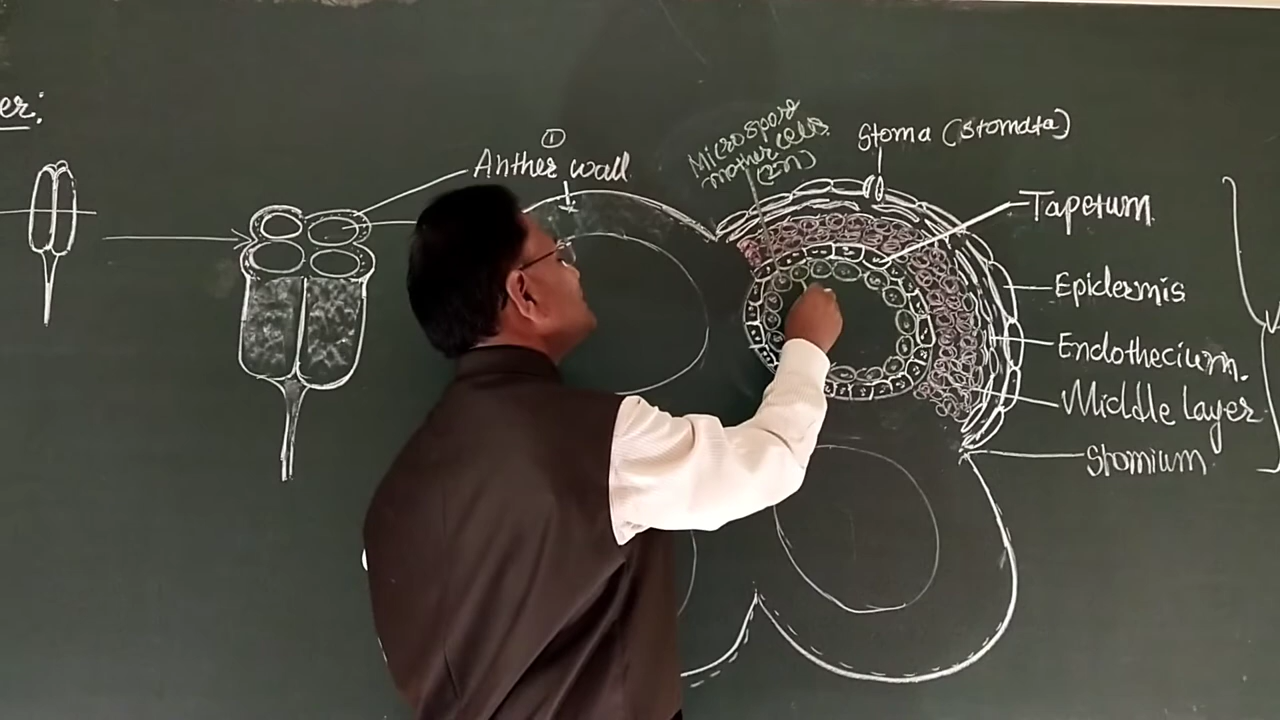 er:
①
Anther wall
Microspore
mother cells.
(2n)
Stoma (Stomata)
Tapetum
Epidermis
Endothecium.
Middle layer
Stomium